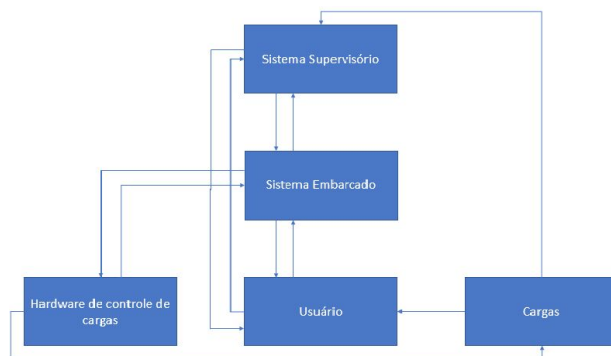 Sistema Supervisório
Sistema Embarcado
Hardware de controle de
cargas
Usuário
Cargas